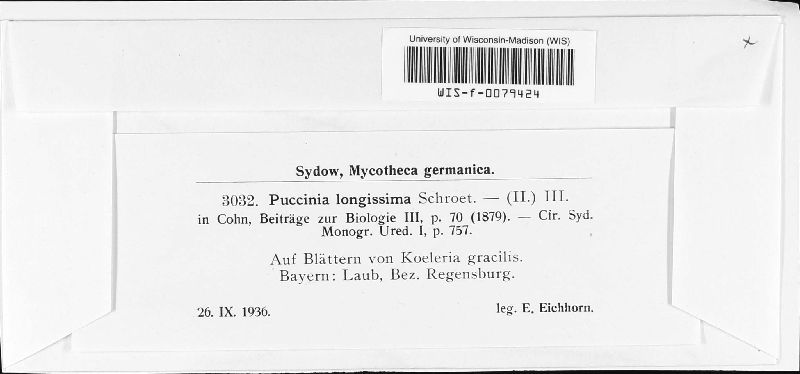 University of Wisconsin-Madison (WIS)
WIS-f-0079424
Sydow, Mycotheca germanica.
3032. Puccinia longissima Schroet. — (II.) III.
in Cohn, Beiträge zur Biologie III, p. 70 (1879). — Cir. Syd.
Monogr. Ured. I, p. 757.
Auf Blättern von Koeleria gracilis.
Bayern: Laub, Bez. Regensburg.
26. IX. 1936.
leg. E. Eichhorn.